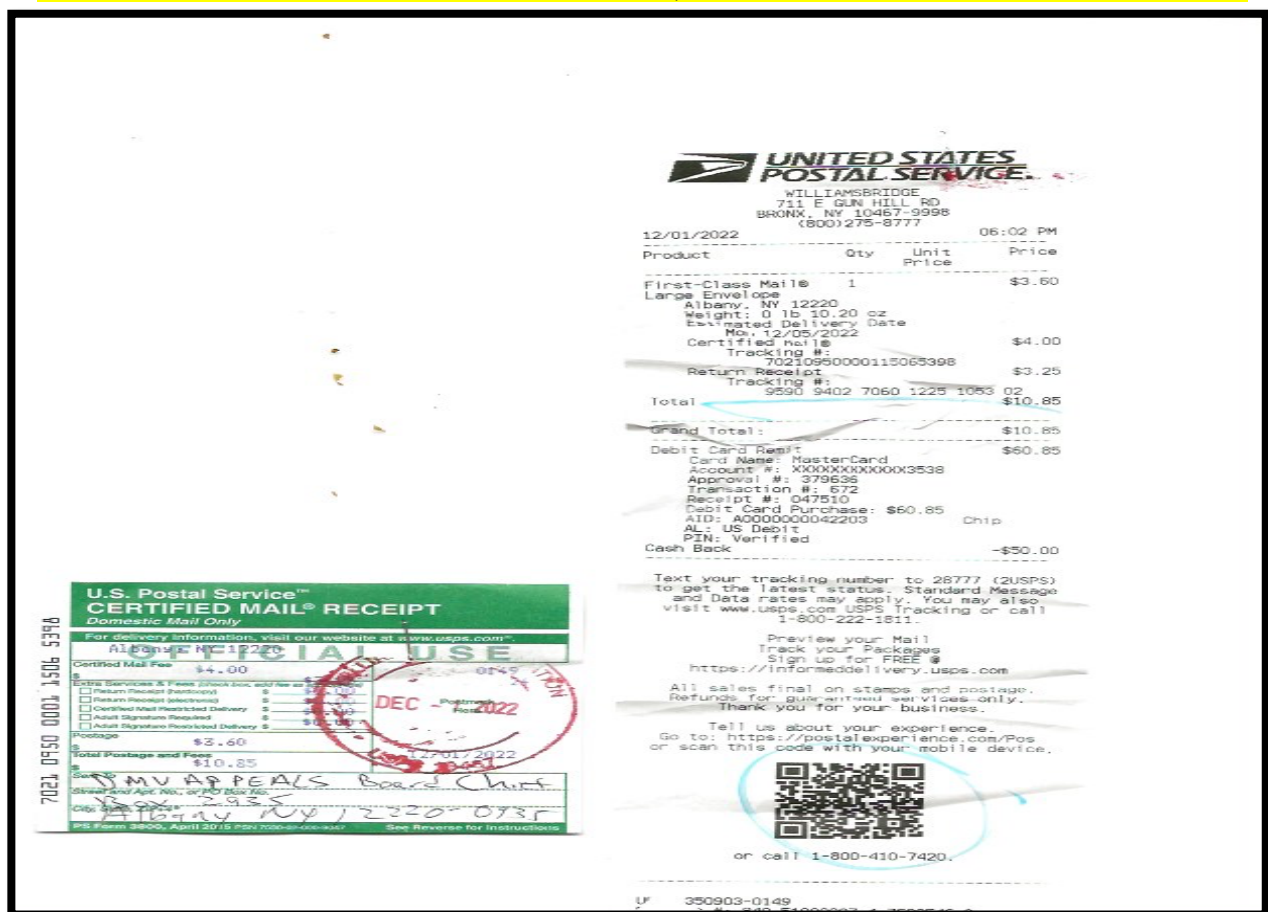 UNITED STATES
POSTAL SERVICE.
WILLIAMSBRIDGE
711 E GUN HILL RD
BRONX, NY 10467-9998
(800)275-8777
12/01/2022 06:02 PM
Product Qty Unit Price
Price
First-Class Mail® 1 $3.60
Large Envelope
Albany, NY 12220
Weight: 0 lb 10.20 oz
Estimated Delivery Date
Mon, 12/05/2022
Certified Mail® $4.00
Tracking #:
70210950000115065398
Return Receipt $3.25
Tracking #:
9590 9402 7060 1225 1053 02
Total $10.85
Grand Total: $10.85
Debit Card Remit $60.85
Card Name: MasterCard
Account #: XXXXXXXXXXXX3538
Approval #: 379636
Transaction #: 672
Receipt #: 047510
Debit Card Purchase: $60.85
AID: A0000000042203 Chip
AL: US Debit
PIN: Verified
Cash Back -$50.00
Text your tracking number to 28777 (2USPS)
to get the latest status. Standard Message
and Data rates may apply. You may also
visit www.usps.com USPS Tracking or call
1-800-222-1811.
Preview your Mail
Track your Packages
Sign up for FREE @
https://informeddelivery.usps.com
All sales final on stamps and postage.
Refunds for guaranteed services only.
Thank you for your business.
Tell us about your experience.
Go to: https://postalexperience.com/Pos
or scan this code with your mobile device,
or call 1-800-410-7420.
350903-0149
U.S. Postal Service™
CERTIFIED MAIL® RECEIPT
Domestic Mail Only
For delivery information, visit our website at www.usps.com®.
OFFICIAL USE
Albany, NY 12220
Certified Mail Fee
$ $4.00
0149
Extra Services & Fees (check box, add fee as
Return Receipt (hardcopy) $
Return Receipt (electronic) $
Certified Mail Restricted Delivery $
Adult Signature Required $
Adult Signature Restricted Delivery $
Postmark
Here
DEC 2022
Postage
$ $3.60
Total Postage and Fees
$ $10.85
12/01/2022
Sent To
DMV APPEALS Board
Street and Apt. No., or PO Box No.
Box 2935
Albany NY 12220-0935
PS Form 3800, April 2015 See Reverse for Instructions
7021 0950 0001 1506 5398